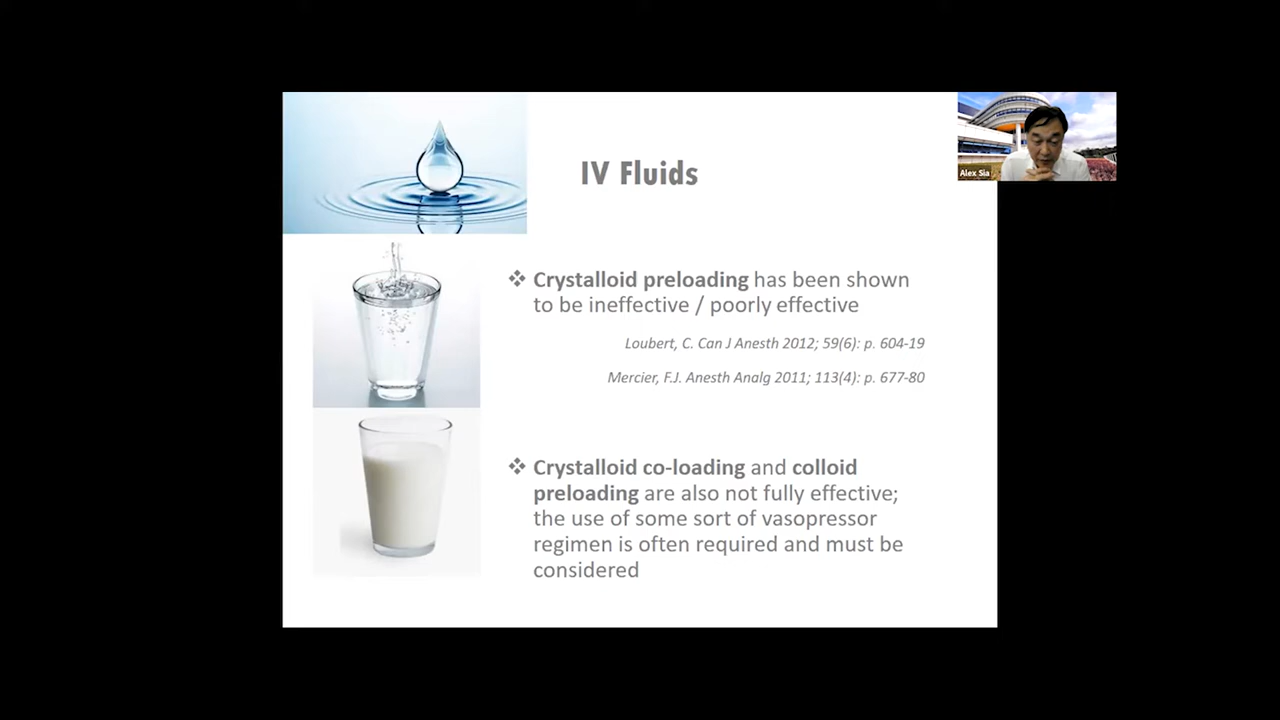 IV Fluids
Alex Sia
❖ Crystalloid preloading has been shown
to be ineffective / poorly effective
Loubert, C. Can J Anesth 2012; 59(6): p. 604-19
Mercier, F.J. Anesth Analg 2011; 113(4): p. 677-80
❖ Crystalloid co-loading and colloid
preloading are also not fully effective;
the use of some sort of vasopressor
regimen is often required and must be
considered